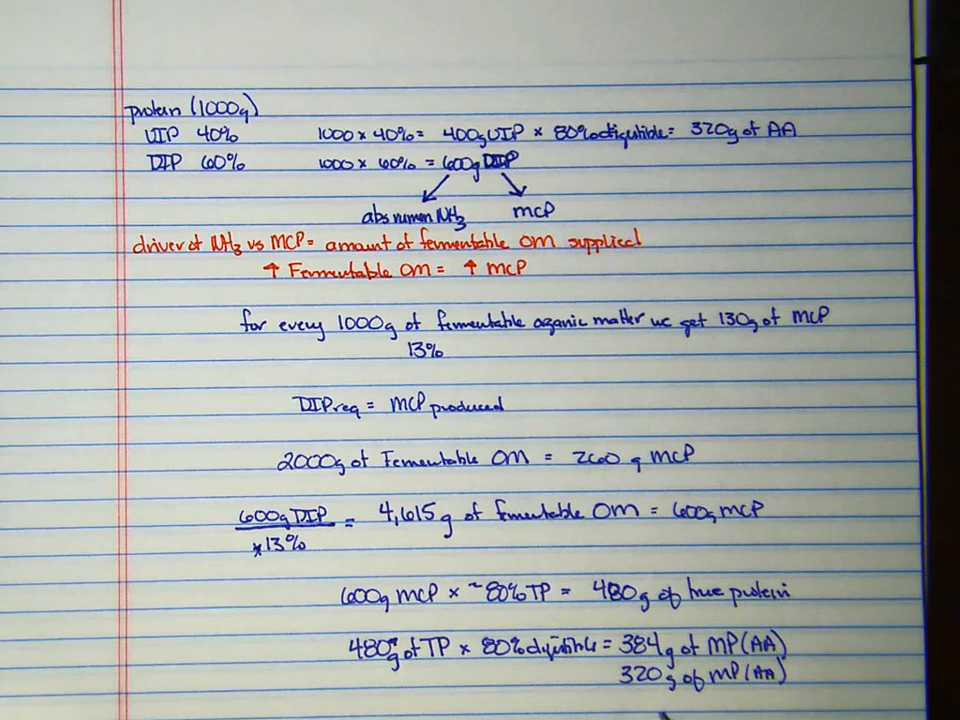 protein (1000g)
UIP 40% 1000 x 40% = 400g UIP x 80% digestible = 320g of AA
DIP 60% 1000 x 60% = 600g DIP
abs rumen NH3 mCP
driver of NH3 vs MCP = amount of fermentable OM supplied
↑ Fermentable OM = ↑ mCP
for every 1000g of fermentable organic matter we get 130g of MCP
13%
DIPreq = MCP produced
2000g of Fermentable OM = 260 g MCP
600g DIP = 4,615 g of fermentable OM = 600g MCP
x 13%
600g MCP x ~80% TP = 480g of true protein
480g of TP x 80% digestible = 384g of MP (AA)
320g of MP (AA)